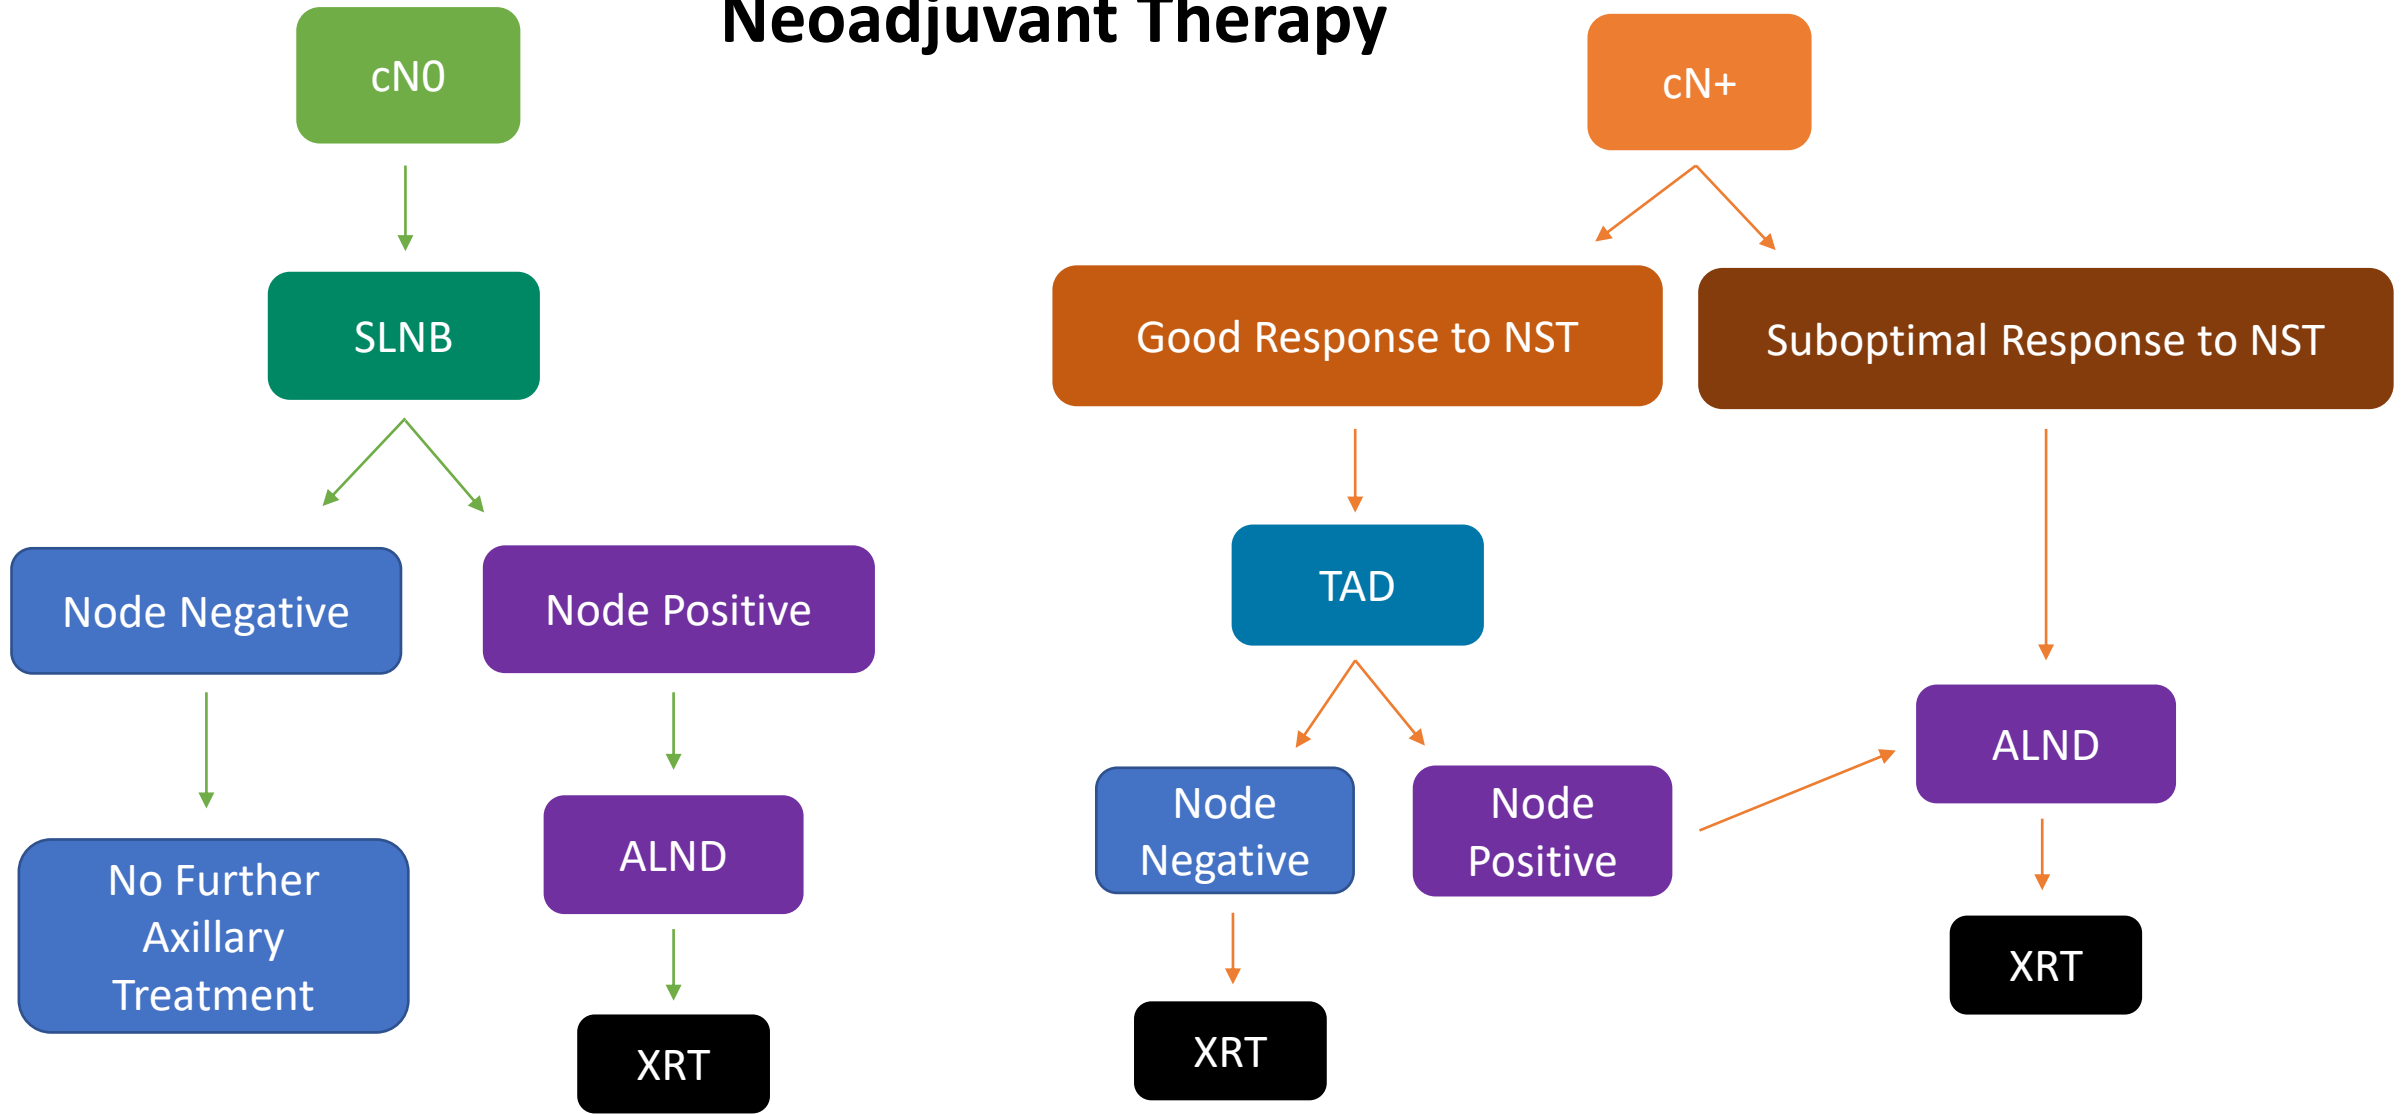 Neoadjuvant Therapy
cN0
cN+
SLNB
Good Response to NST
Suboptimal Response to NST
Node Negative
Node Positive
TAD
ALND
Node
Negative
Node
Positive
ALND
No Further
Axillary
Treatment
XRT
XRT
XRT